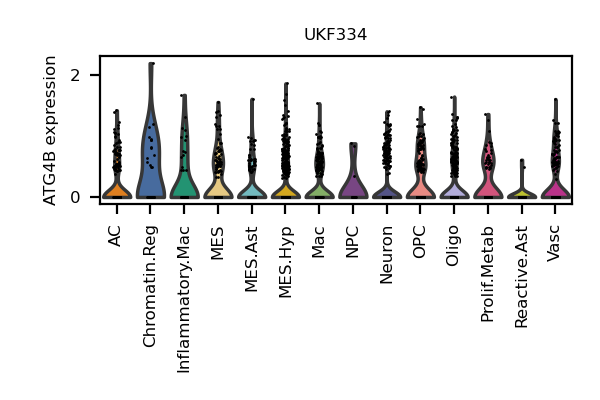 UKF334
ATG4B expression
2
0
AC
Chromatin.Reg
Inflammatory.Mac
MES
MES.Ast
MES.Hyp
Mac
NPC
Neuron
OPC
Oligo
Prolif.Metab
Reactive.Ast
Vasc